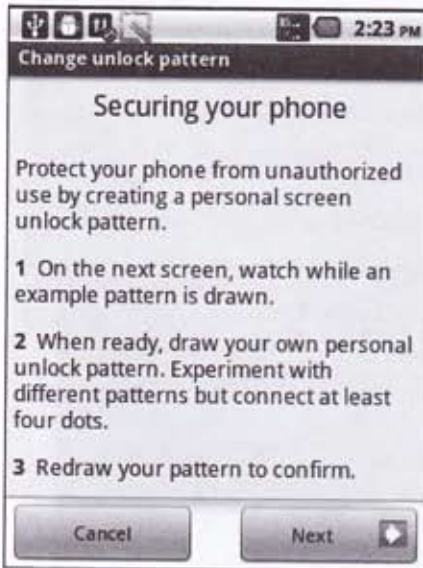 2:23 PM
Change unlock pattern
Securing your phone
Protect your phone from unauthorized
use by creating a personal screen
unlock pattern.
1 On the next screen, watch while an
example pattern is drawn.
2 When ready, draw your own personal
unlock pattern. Experiment with
different patterns but connect at least
four dots.
3 Redraw your pattern to confirm.
Cancel Next